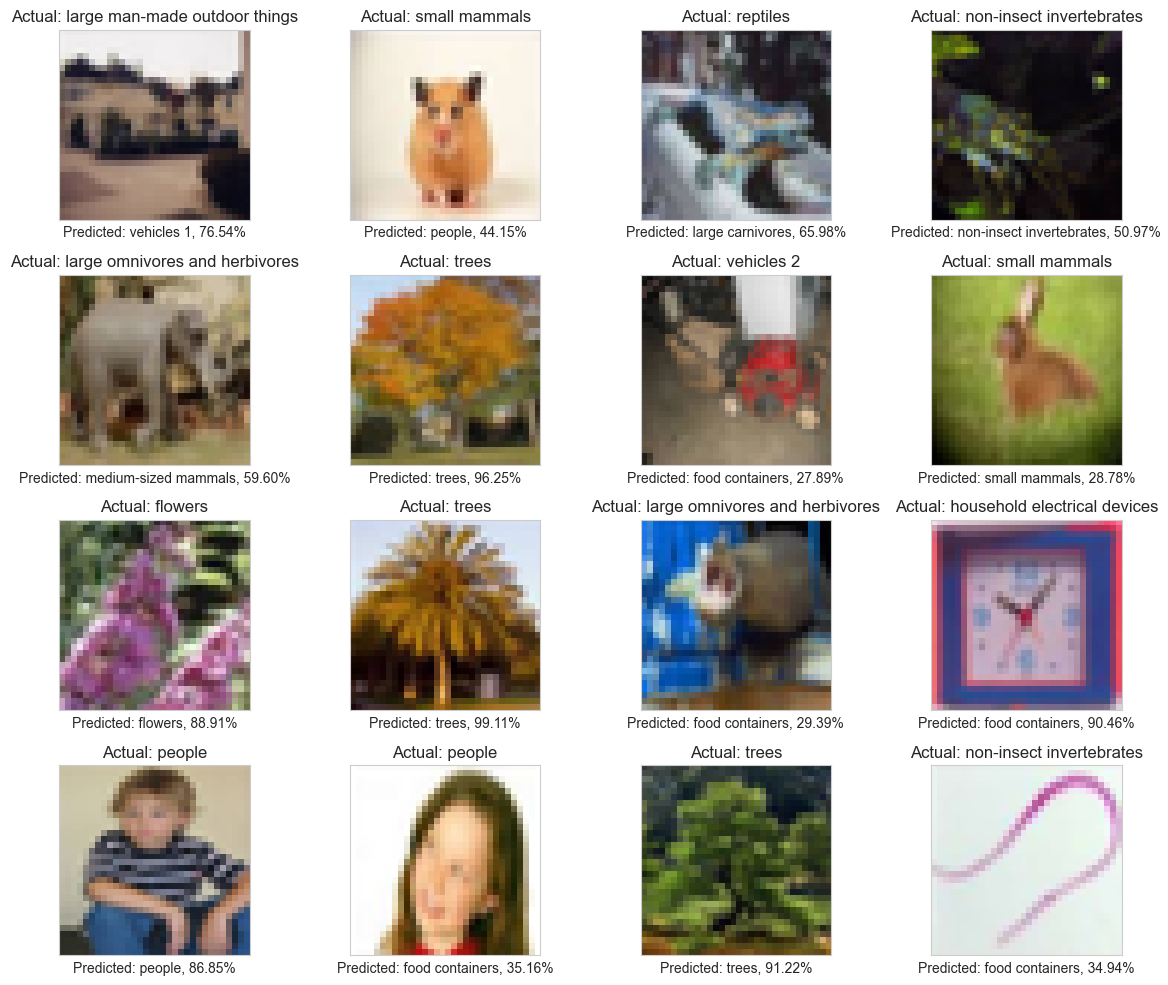 Actual: large man-made outdoor things
Actual: small mammals
Actual: reptiles
Actual: non-insect invertebrates
Predicted: vehicles 1, 76.54%
Predicted: people, 44.15%
Predicted: large carnivores, 65.98%
Predicted: non-insect invertebrates, 50.97%
Actual: large omnivores and herbivores
Actual: trees
Actual: vehicles 2
Actual: small mammals
Predicted: medium-sized mammals, 59.60%
Predicted: trees, 96.25%
Predicted: food containers, 27.89%
Predicted: small mammals, 28.78%
Actual: flowers
Actual: trees
Actual: large omnivores and herbivores
Actual: household electrical devices
Predicted: flowers, 88.91%
Predicted: trees, 99.11%
Predicted: food containers, 29.39%
Predicted: food containers, 90.46%
Actual: people
Actual: people
Actual: trees
Actual: non-insect invertebrates
Predicted: people, 86.85%
Predicted: food containers, 35.16%
Predicted: trees, 91.22%
Predicted: food containers, 34.94%